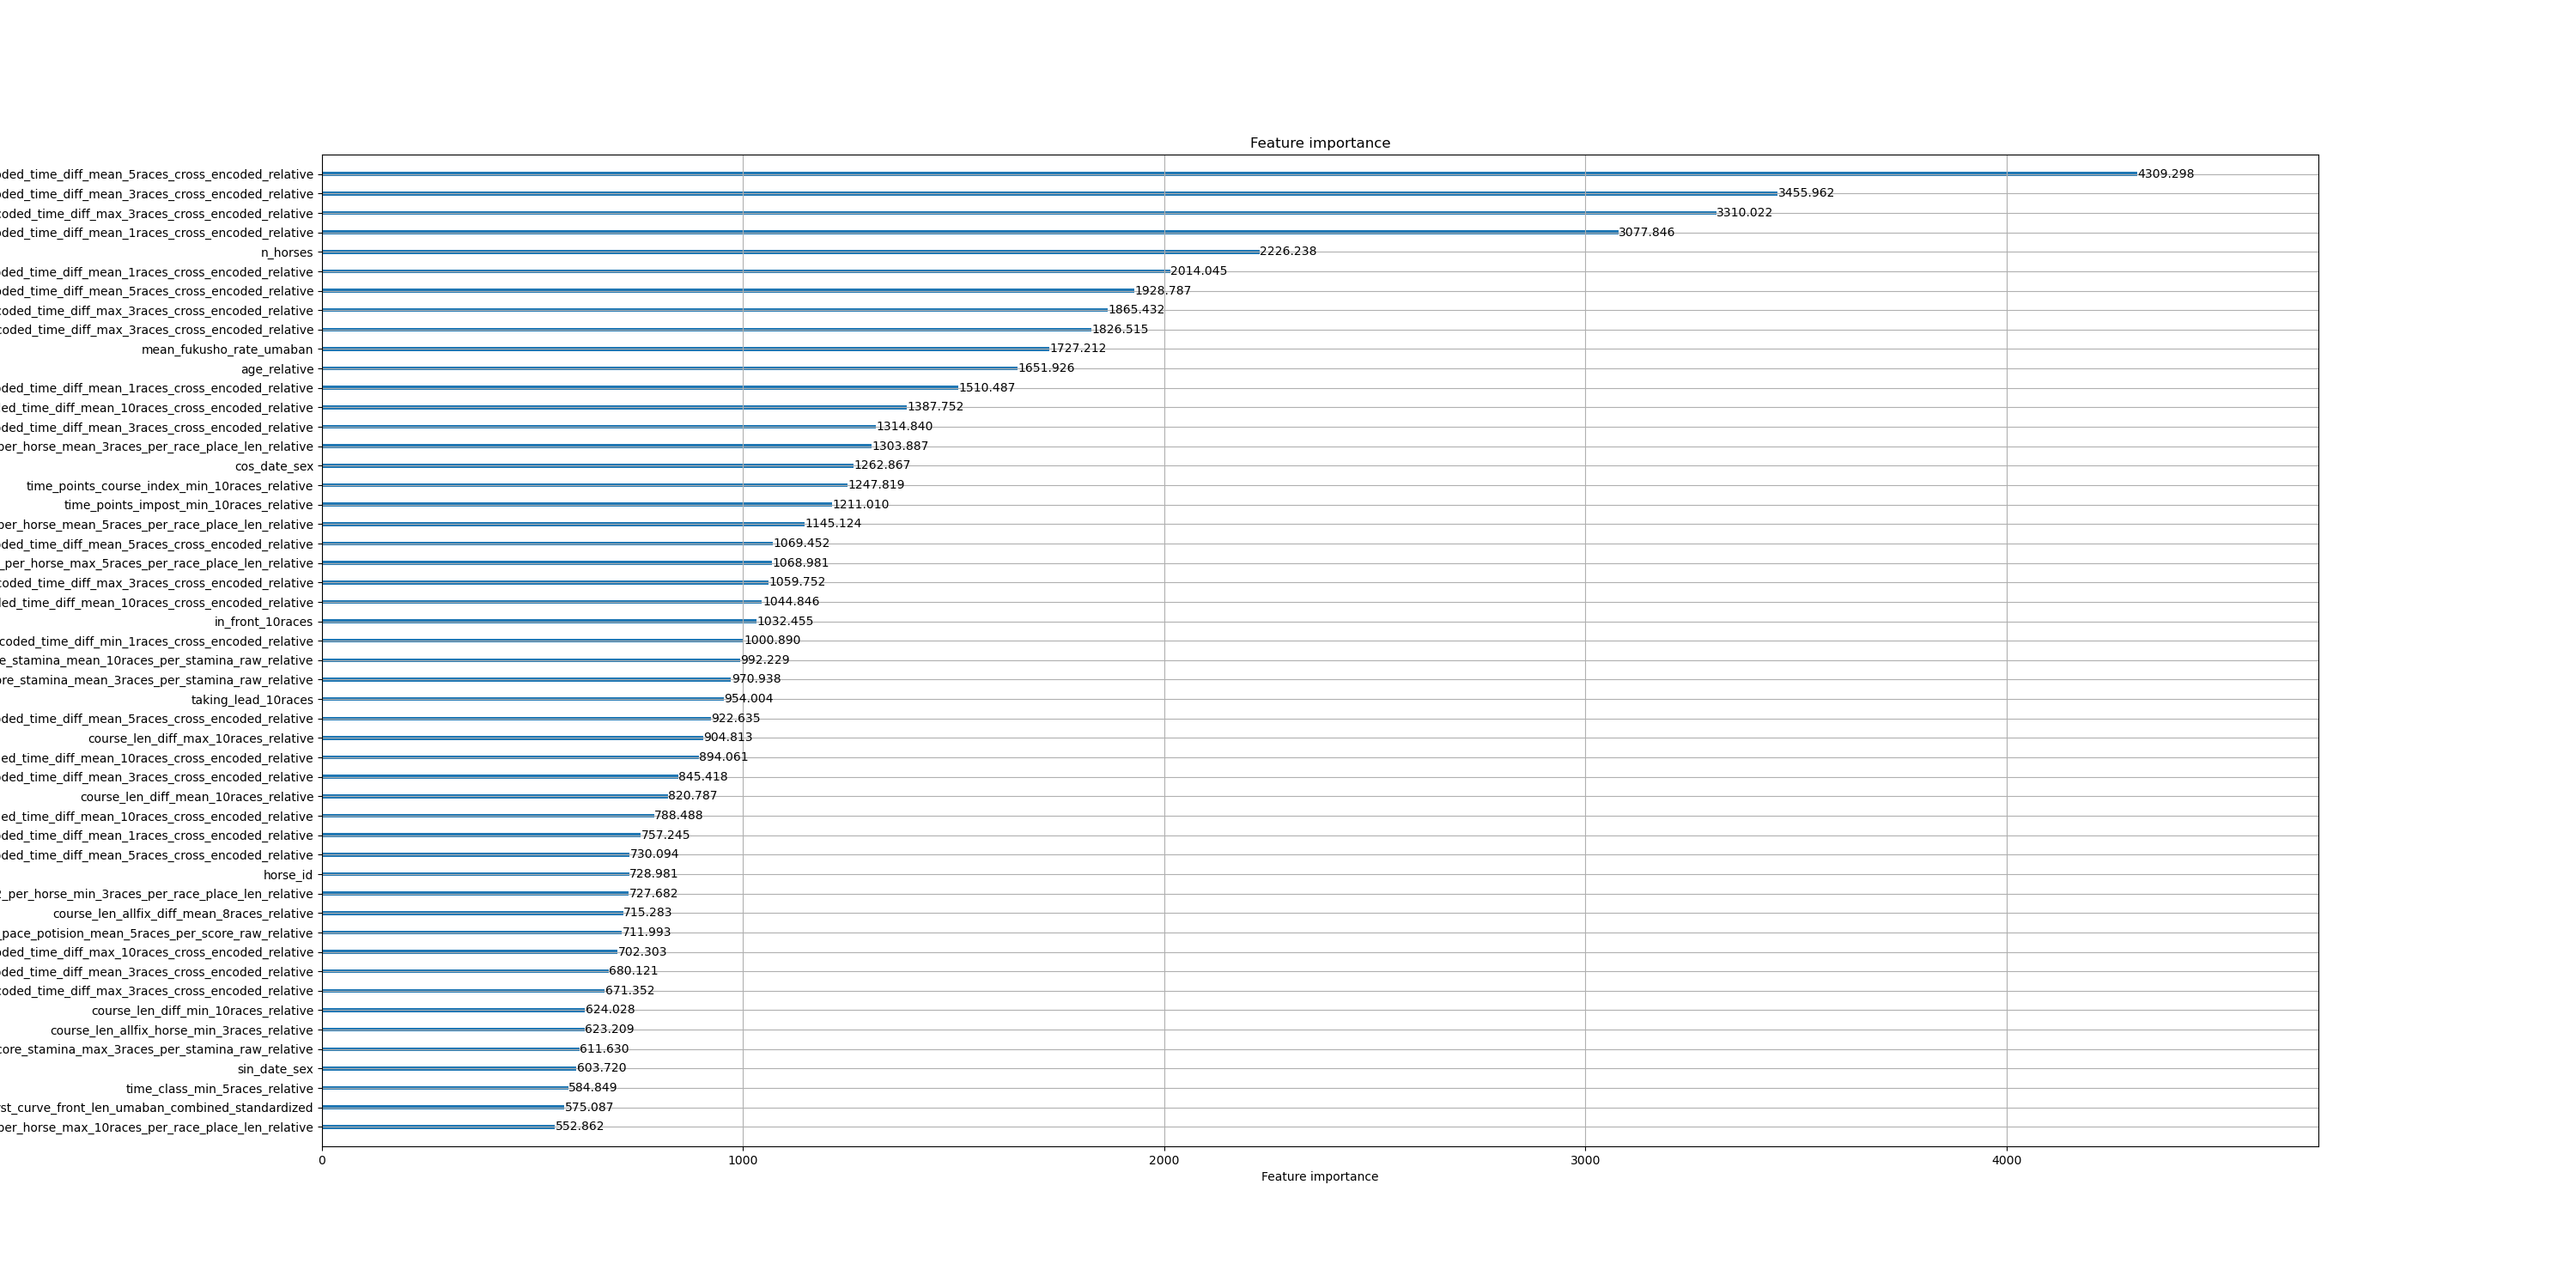 Feature importance
oded_time_diff_mean_5races_cross_encoded_relative 4309.298
oded_time_diff_mean_3races_cross_encoded_relative 3455.962
coded_time_diff_max_3races_cross_encoded_relative 3310.022
oded_time_diff_mean_1races_cross_encoded_relative 3077.846
n_horses 2226.238
oded_time_diff_mean_1races_cross_encoded_relative 2014.045
oded_time_diff_mean_5races_cross_encoded_relative 1928.787
coded_time_diff_max_3races_cross_encoded_relative 1865.432
coded_time_diff_max_3races_cross_encoded_relative 1826.515
mean_fukusho_rate_umaban 1727.212
age_relative 1651.926
oded_time_diff_mean_1races_cross_encoded_relative 1510.487
ed_time_diff_mean_10races_cross_encoded_relative 1387.752
oded_time_diff_mean_3races_cross_encoded_relative 1314.840
per_horse_mean_3races_per_race_place_len_relative 1303.887
cos_date_sex 1262.867
time_points_course_index_min_10races_relative 1247.819
time_points_impost_min_10races_relative 1211.010
per_horse_mean_5races_per_race_place_len_relative 1145.124
oded_time_diff_mean_5races_cross_encoded_relative 1069.452
_per_horse_max_5races_per_race_place_len_relative 1068.981
coded_time_diff_max_3races_cross_encoded_relative 1059.752
ded_time_diff_mean_10races_cross_encoded_relative 1044.846
in_front_10races 1032.455
coded_time_diff_min_1races_cross_encoded_relative 1000.890
e_stamina_mean_10races_per_stamina_raw_relative 992.229
ore_stamina_mean_3races_per_stamina_raw_relative 970.938
taking_lead_10races 954.004
oded_time_diff_mean_5races_cross_encoded_relative 922.635
course_len_diff_max_10races_relative 904.813
ed_time_diff_mean_10races_cross_encoded_relative 894.061
oded_time_diff_mean_3races_cross_encoded_relative 845.418
course_len_diff_mean_10races_relative 820.787
ed_time_diff_mean_10races_cross_encoded_relative 788.488
oded_time_diff_mean_1races_cross_encoded_relative 757.245
oded_time_diff_mean_5races_cross_encoded_relative 730.094
horse_id 728.981
2_per_horse_min_3races_per_race_place_len_relative 727.682
course_len_allfix_diff_mean_8races_relative 715.283
_pace_potision_mean_5races_per_score_raw_relative 711.993
oded_time_diff_max_10races_cross_encoded_relative 702.303
oded_time_diff_mean_3races_cross_encoded_relative 680.121
coded_time_diff_max_3races_cross_encoded_relative 671.352
course_len_diff_min_10races_relative 624.028
course_len_allfix_horse_min_3races_relative 623.209
core_stamina_max_3races_per_stamina_raw_relative 611.630
sin_date_sex 603.720
time_class_min_5races_relative 584.849
st_curve_front_len_umaban_combined_standardized 575.087
per_horse_max_10races_per_race_place_len_relative 552.862
0 1000 2000 3000 4000
Feature importance